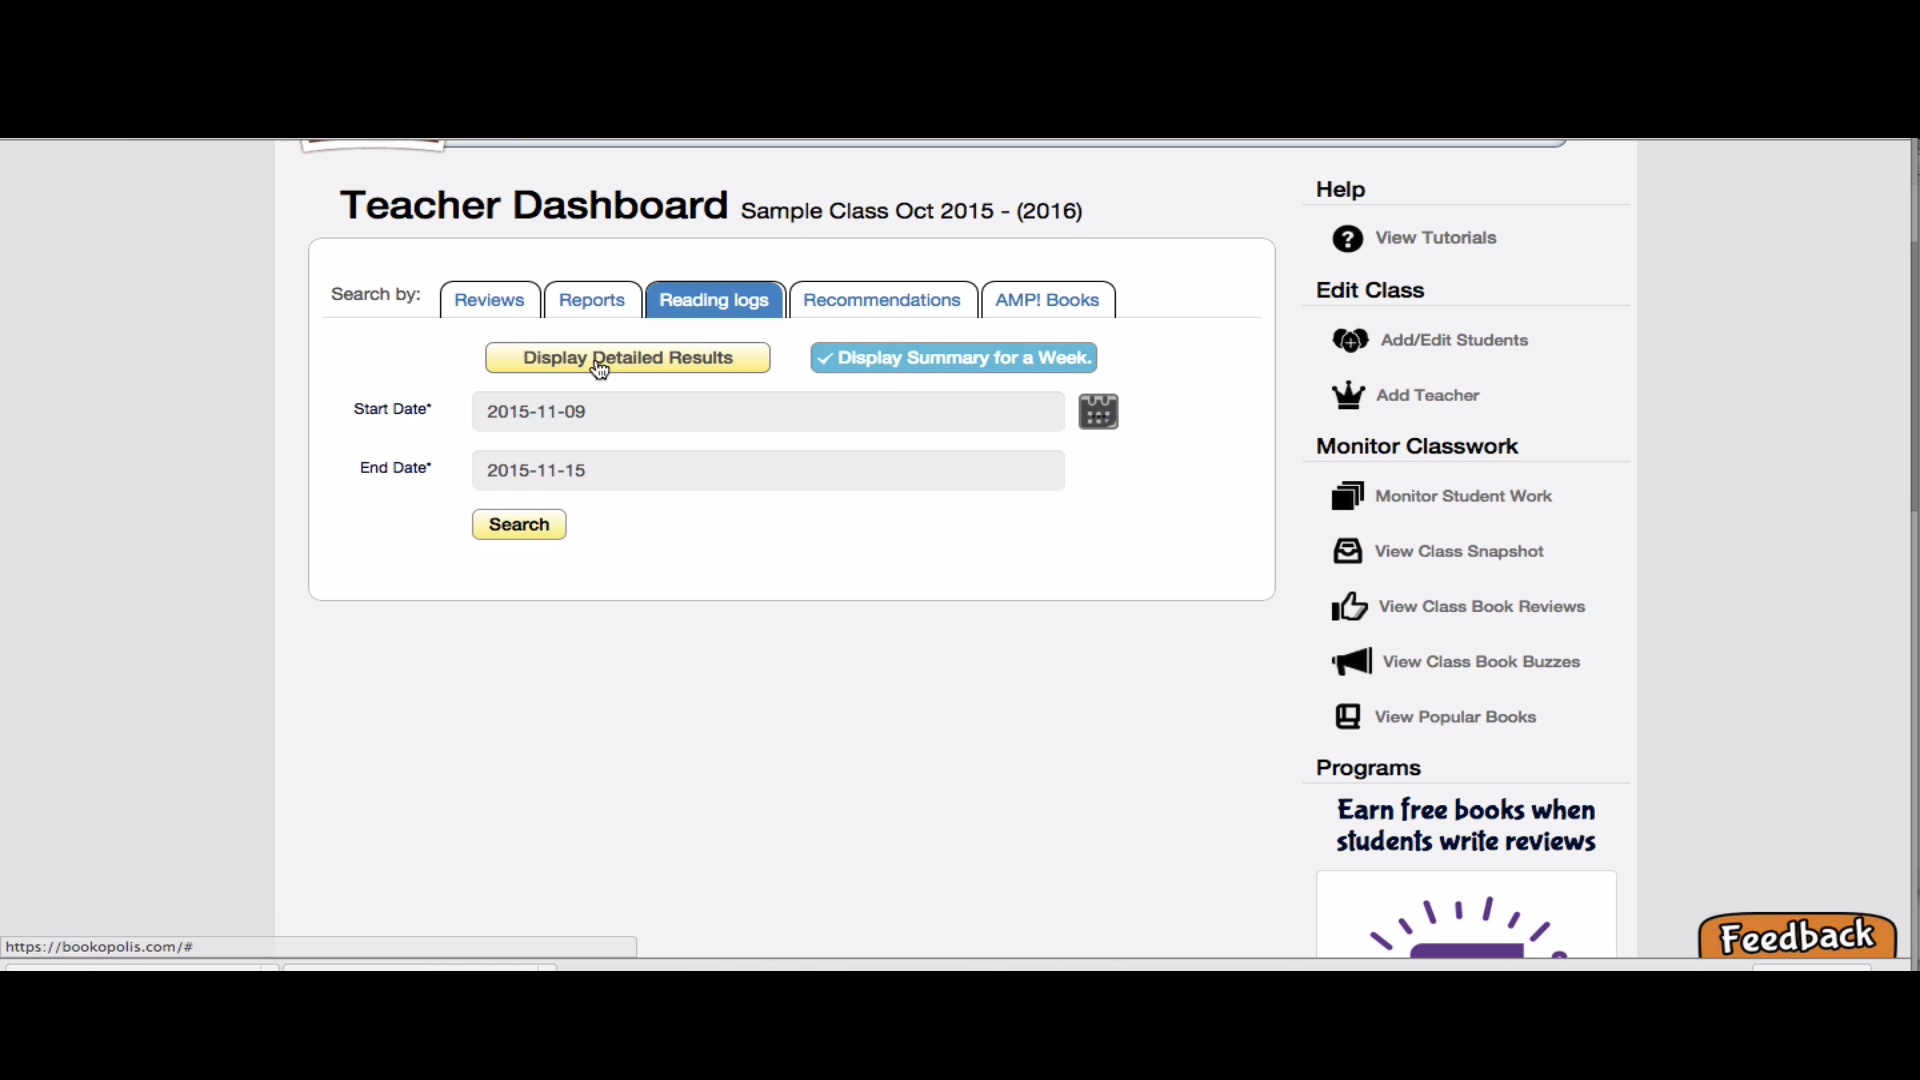 Teacher Dashboard Sample Class Oct 2015 - (2016)
Search by: Reviews Reports Reading logs Recommendations AMP! Books
Display Detailed Results ✓ Display Summary for a Week.
Start Date* 2015-11-09
End Date* 2015-11-15
Search
Help
View Tutorials
Edit Class
Add/Edit Students
Add Teacher
Monitor Classwork
Monitor Student Work
View Class Snapshot
View Class Book Reviews
View Class Book Buzzes
View Popular Books
Programs
Earn free books when
students write reviews
Feedback
https://bookopolis.com/#